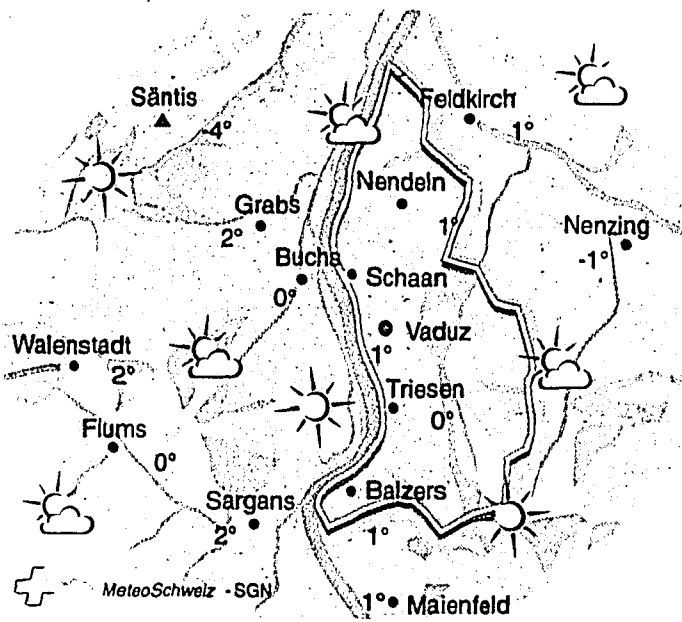 Säntis
-4°
Feldkirch
1°
Nendeln
1°
Grabs
2°
Nenzing
-1°
Buchs
0°
Schaan
Vaduz
1°
Walenstadt
2°
Triesen
0°
Flums
0°
Sargans
2°
Balzers
1°
MeteoSchweiz - SGN
1°
Maienfeld